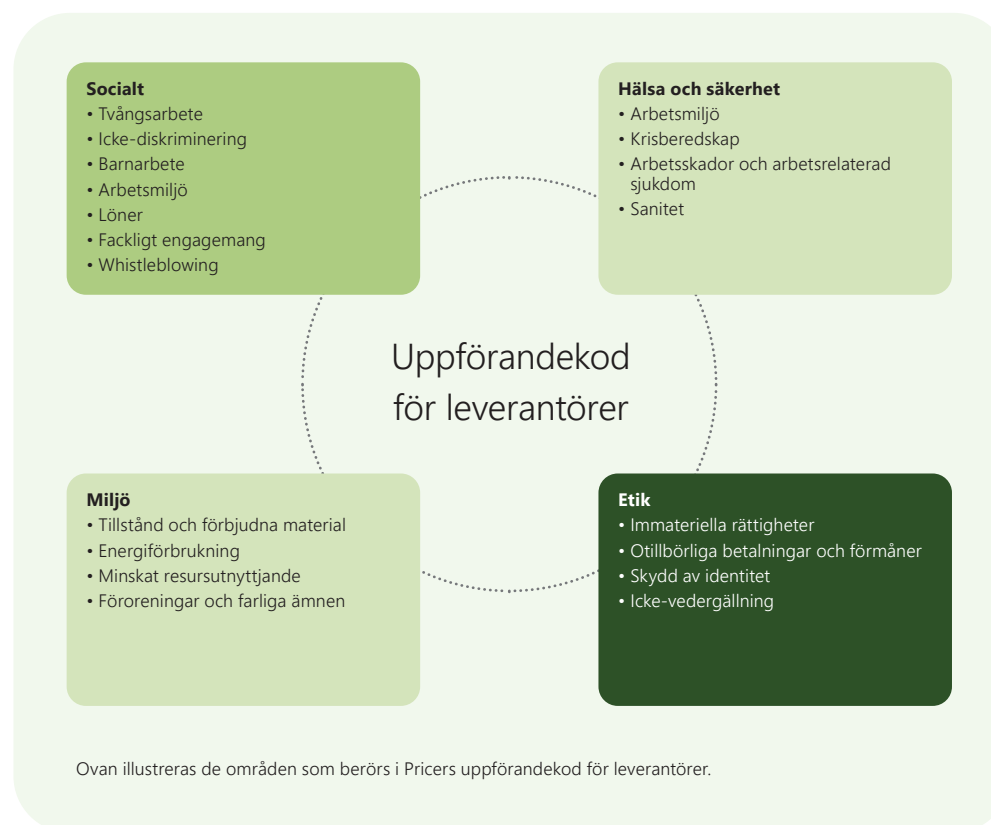 Socialt
• Tvångsarbete
• Icke-diskriminering
• Barnarbete
• Arbetsmiljö
• Löner
• Fackligt engagemang
• Whistleblowing
Hälsa och säkerhet
• Arbetsmiljö
• Krisberedskap
• Arbetsskador och arbetsrelaterad
sjukdom
• Sanitet
Uppförandekod
för leverantörer
Miljö
• Tillstånd och förbjudna material
• Energiförbrukning
• Minskat resursutnyttjande
• Föroreningar och farliga ämnen
Etik
• Immateriella rättigheter
• Otillbörliga betalningar och förmåner
• Skydd av identitet
• Icke-vedergällning
Ovan illustreras de områden som berörs i Pricers uppförandekod för leverantörer.